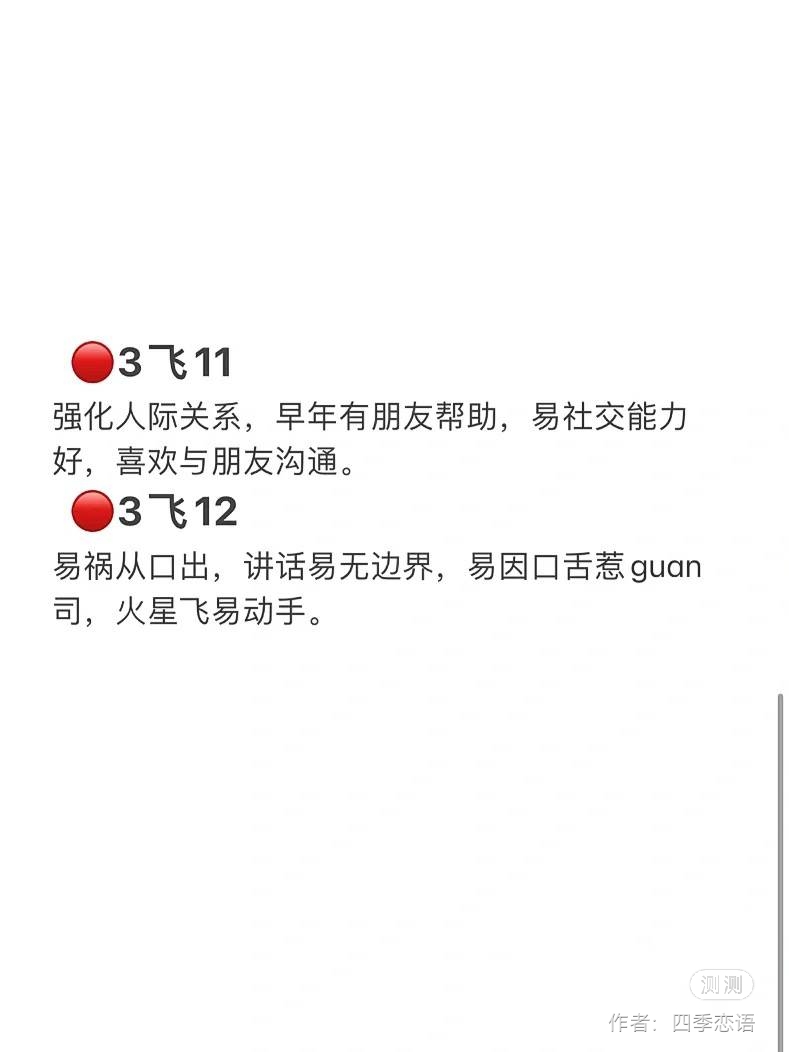 🔴3飞11
强化人际关系，早年有朋友帮助，易社交能力
好，喜欢与朋友沟通。
🔴3飞12
易祸从口出，讲话易无边界，易因口舌惹guan
司，火星飞易动手。
测测
作者：四季恋语